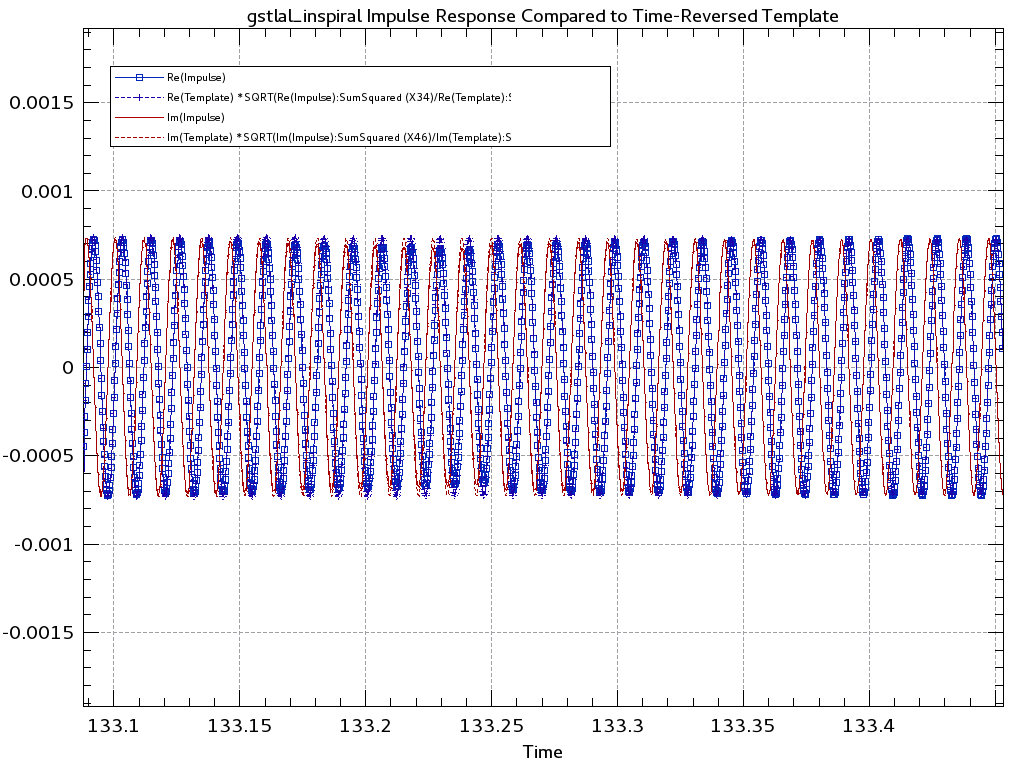 gstlal_inspiral Impulse Response Compared to Time-Reversed Template
Re(Impulse)
Re(Template) *SQRT(Re(Impulse):SumSquared (X34)/Re(Template):S
Im(Impulse)
Im(Template) *SQRT(Im(Impulse):SumSquared (X46)/Im(Template):S
0.0015
0.001
0.0005
0
-0.0005
-0.001
-0.0015
133.1 133.15 133.2 133.25 133.3 133.35 133.4
Time